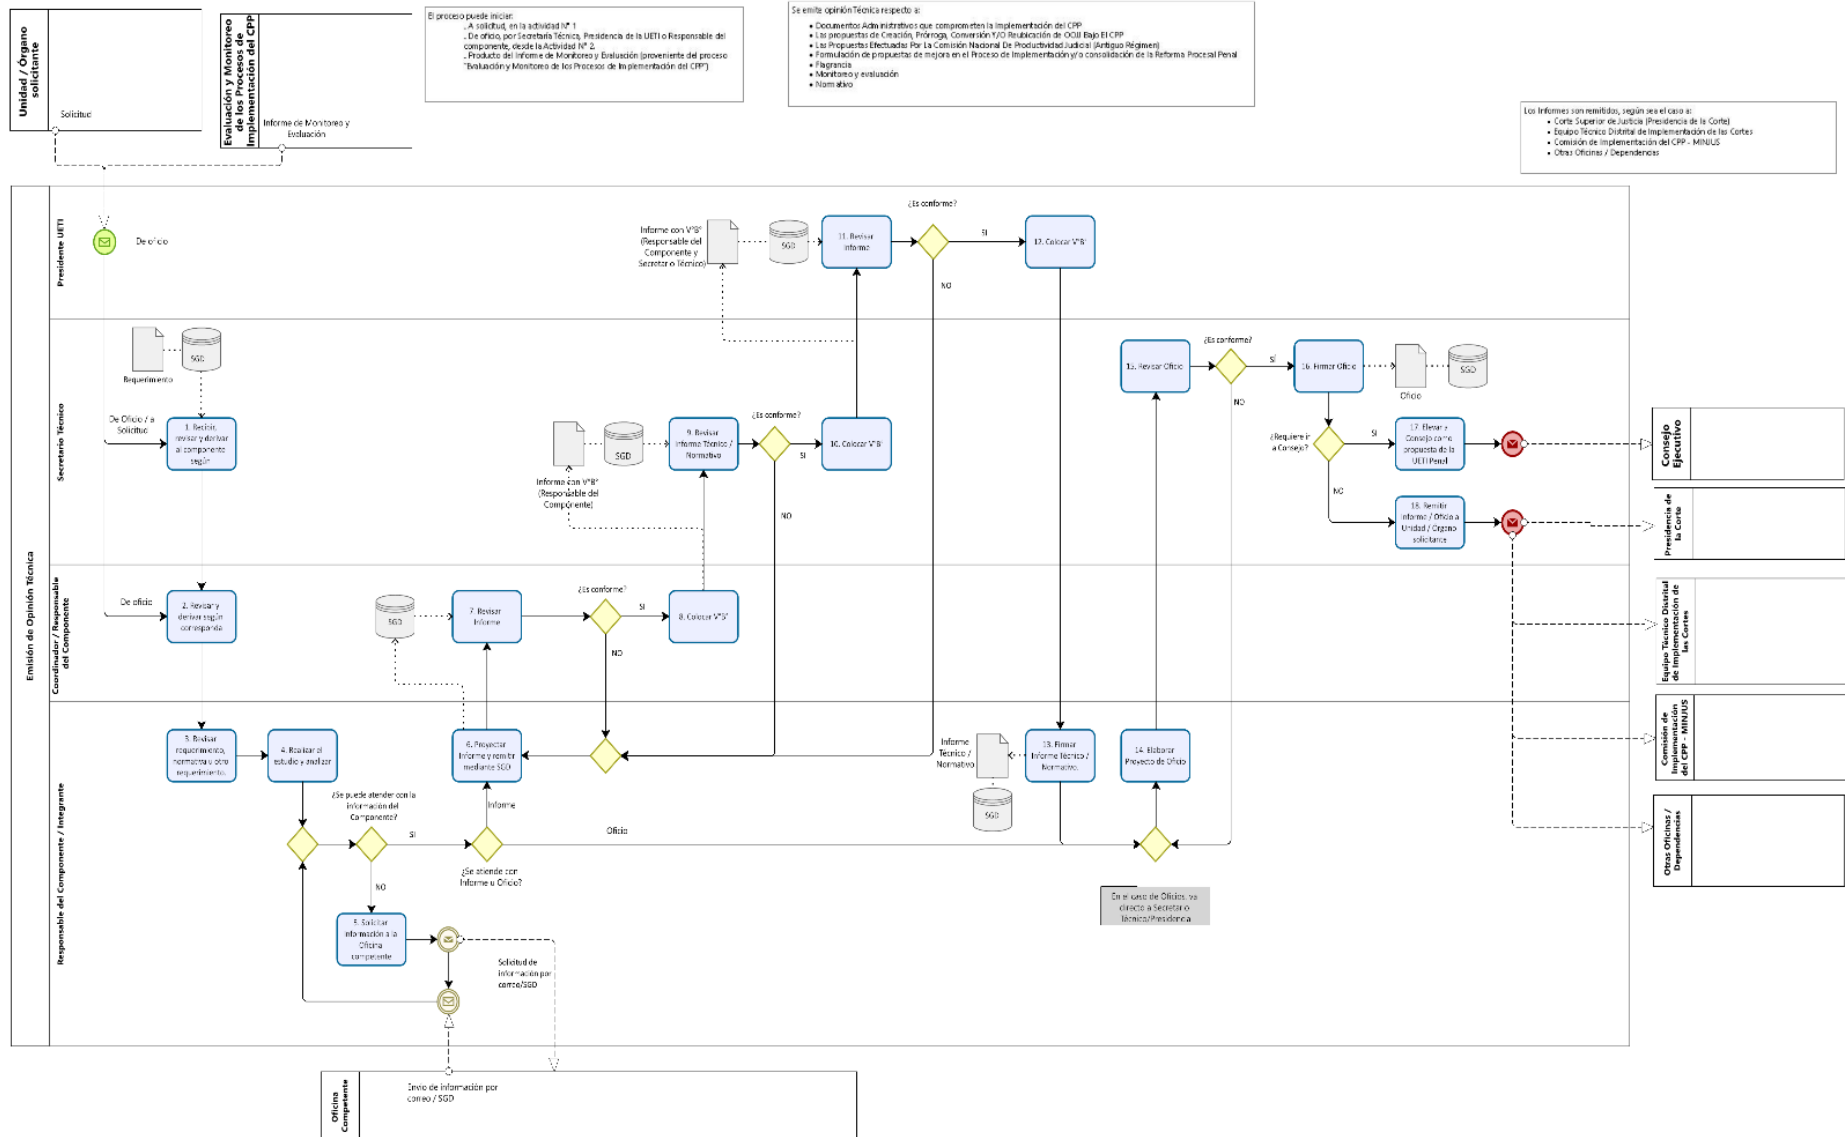 Unidad / Órgano
solicitante
Solicitud
Evaluación y Monitoreo
de los Procesos de
Implementación del CPP
Informe de Monitoreo y
Evaluación
El proceso puede iniciar:
. A solicitud, en la actividad N° 1
. De oficio, por Secretaría Técnica, Presidencia de la UETI o Responsable del
componente, desde la Actividad N° 2.
. Producto del Informe de Monitoreo y Evaluación (proveniente del proceso
"Evaluación y Monitoreo de los Procesos de Implementación del CPP")
Se emite opinión Técnica respecto a:
• Documentos Administrativos que comprometen la Implementación del CPP
• Las propuestas de Creación, Prórroga, Conversión Y/O Reubicación de OOJJ Bajo El CPP
• Las Propuestas Efectuadas Por La Comisión Nacional De Productividad Judicial (Antiguo Régimen)
• Formulación de propuestas de mejora en el Proceso de Implementación y/o consolidación de la Reforma Procesal Penal
• Flagrancia
• Monitoreo y evaluación
• Normativo
Los Informes son remitidos, según sea el caso a:
• Corte Superior de Justicia (Presidencia de la Corte)
• Equipo Técnico Distrital de Implementación de las Cortes
• Comisión de Implementación del CPP - MINJUS
• Otras Oficinas / Dependencias
Emisión de Opinión Técnica
Presidente UETI
De oficio
Informe con V°B°
(Responsable del
Componente y
Secretario Técnico)
SGD
11. Revisar
Informe
¿Es conforme?
SI
NO
12. Colocar V°B°
Secretario Técnico
Requerimiento
SGD
De Oficio / a
Solicitud
1. Recibir,
revisar y derivar
al componente
según
Informe con V°B°
(Responsable del
Componente)
SGD
9. Revisar
Informe Técnico /
Normativo
¿Es conforme?
SI
NO
10. Colocar V°B°
15. Revisar Oficio
¿Es conforme?
SÍ
NO
16. Firmar Oficio
Oficio
SGD
¿Requiere ir
a Consejo?
SI
NO
17. Elevar a
Consejo como
propuesta de la
UETI Penal
18. Remitir
Informe / Oficio a
Unidad / Órgano
solicitante
Coordinador / Responsable
del Componente
De oficio
2. Revisar y
derivar según
corresponda
SGD
7. Revisar
Informe
¿Es conforme?
SI
NO
8. Colocar V°B°
Responsable del Componente / Integrante
3. Revisar
requerimiento,
normativa u otro
requerimiento.
4. Realizar el
estudio y analizar
¿Se puede atender con la
información del
Componente?
SI
NO
6. Proyectar
Informe y remitir
mediante SGD
Informe
¿Se atiende con
Informe u Oficio?
Oficio
5. Solicitar
información a la
Oficina
competente
Solicitud de
información por
correo/SGD
Informe
Técnico /
Normativo
SGD
13. Firmar
Informe Técnico /
Normativo.
14. Elaborar
Proyecto de Oficio
En el caso de Oficios, va
directo a Secretario
Técnico/Presidencia
Consejo
Ejecutivo
Presidencia de
la Corte
Equipo Técnico Distrital
de Implementación de
las Cortes
Comisión de
Implementación
del CPP - MINJUS
Otras Oficinas /
Dependencias
Oficina
Competente
Envío de información por
correo / SGD